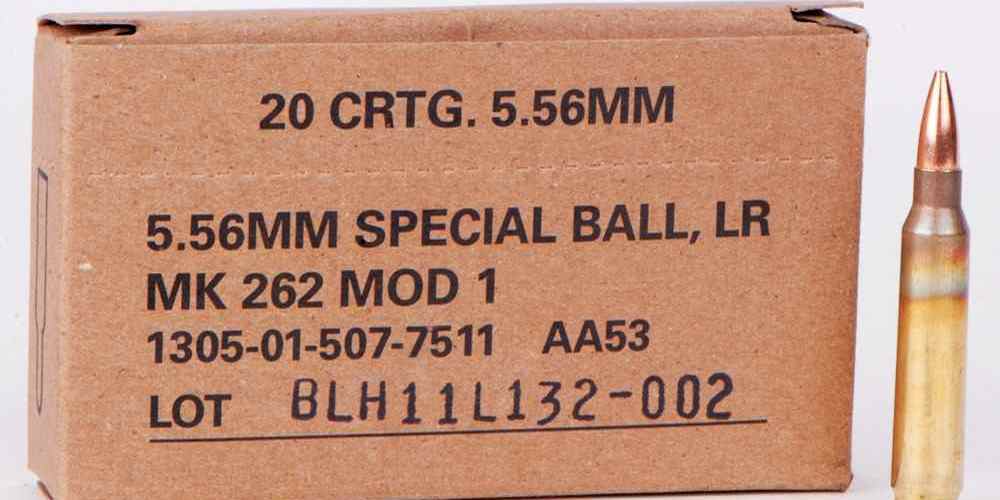 20 CRTG. 5.56MM
5.56MM SPECIAL BALL, LR
MK 262 MOD 1
1305-01-507-7511 AA53
LOT BLH11L132-002